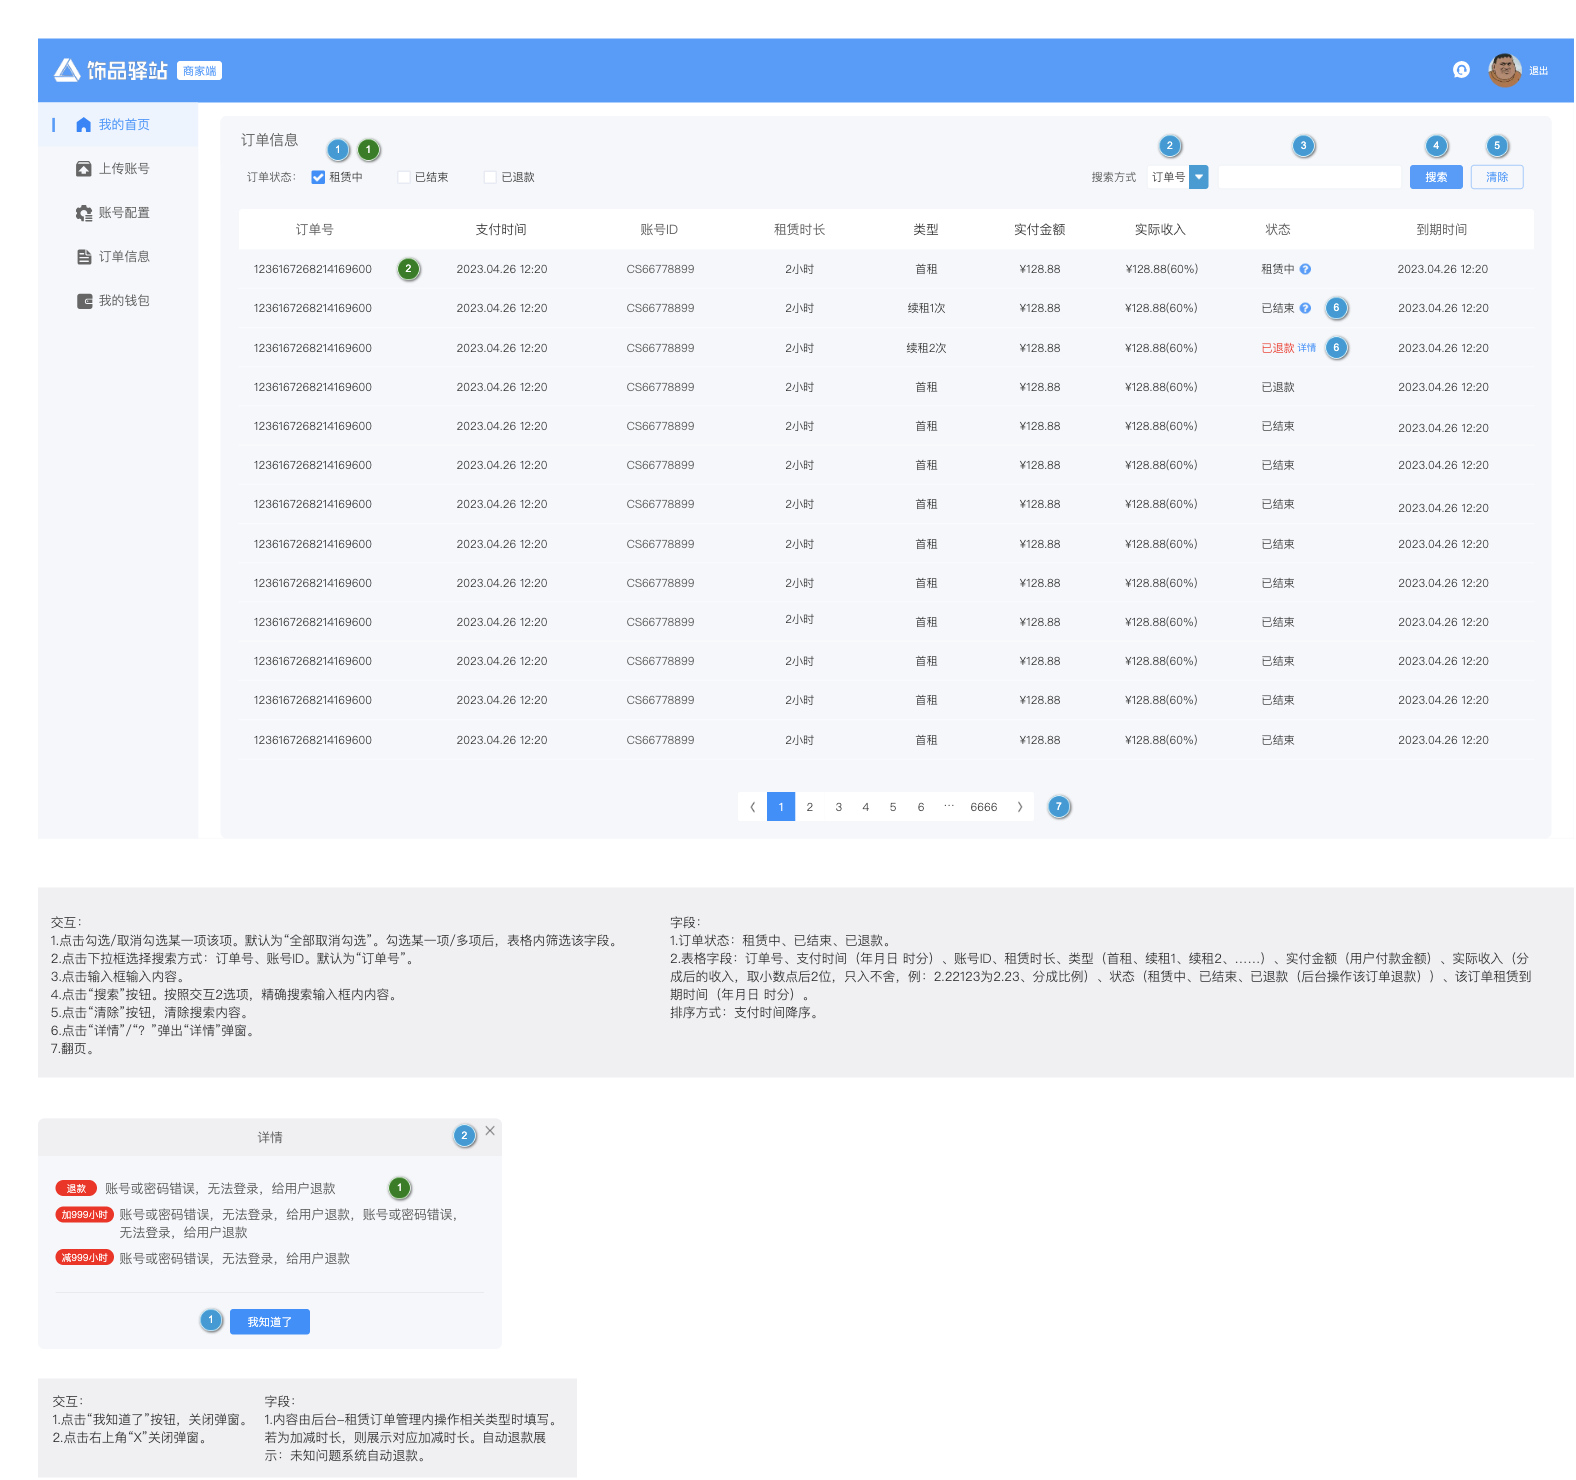 饰品驿站 商家端
退出
我的首页
上传账号
账号配置
订单信息
我的钱包
订单信息
1 1 2 3 4 5
订单状态： 租赁中 已结束 已退款 搜索方式 订单号 搜索 清除
订单号 支付时间 账号ID 租赁时长 类型 实付金额 实际收入 状态 到期时间
1236167268214169600 2 2023.04.26 12:20 CS66778899 2小时 首租 ¥128.88 ¥128.88(60%) 租赁中 ? 2023.04.26 12:20
1236167268214169600 2023.04.26 12:20 CS66778899 2小时 续租1次 ¥128.88 ¥128.88(60%) 已结束 ? 6 2023.04.26 12:20
1236167268214169600 2023.04.26 12:20 CS66778899 2小时 续租2次 ¥128.88 ¥128.88(60%) 已退款 详情 6 2023.04.26 12:20
1236167268214169600 2023.04.26 12:20 CS66778899 2小时 首租 ¥128.88 ¥128.88(60%) 已退款 2023.04.26 12:20
1236167268214169600 2023.04.26 12:20 CS66778899 2小时 首租 ¥128.88 ¥128.88(60%) 已结束 2023.04.26 12:20
1236167268214169600 2023.04.26 12:20 CS66778899 2小时 首租 ¥128.88 ¥128.88(60%) 已结束 2023.04.26 12:20
1236167268214169600 2023.04.26 12:20 CS66778899 2小时 首租 ¥128.88 ¥128.88(60%) 已结束 2023.04.26 12:20
1236167268214169600 2023.04.26 12:20 CS66778899 2小时 首租 ¥128.88 ¥128.88(60%) 已结束 2023.04.26 12:20
1236167268214169600 2023.04.26 12:20 CS66778899 2小时 首租 ¥128.88 ¥128.88(60%) 已结束 2023.04.26 12:20
1236167268214169600 2023.04.26 12:20 CS66778899 2小时 首租 ¥128.88 ¥128.88(60%) 已结束 2023.04.26 12:20
1236167268214169600 2023.04.26 12:20 CS66778899 2小时 首租 ¥128.88 ¥128.88(60%) 已结束 2023.04.26 12:20
1236167268214169600 2023.04.26 12:20 CS66778899 2小时 首租 ¥128.88 ¥128.88(60%) 已结束 2023.04.26 12:20
1236167268214169600 2023.04.26 12:20 CS66778899 2小时 首租 ¥128.88 ¥128.88(60%) 已结束 2023.04.26 12:20
1 2 3 4 5 6 ··· 6666 7
交互：
1.点击勾选/取消勾选某一项该项。默认为“全部取消勾选”。勾选某一项/多项后，表格内筛选该字段。
2.点击下拉框选择搜索方式：订单号、账号ID。默认为“订单号”。
3.点击输入框输入内容。
4.点击“搜索”按钮。按照交互2选项，精确搜索输入框内内容。
5.点击“清除”按钮，清除搜索内容。
6.点击“详情”/“？”弹出“详情”弹窗。
7.翻页。
字段：
1.订单状态：租赁中、已结束、已退款。
2.表格字段：订单号、支付时间（年月日 时分）、账号ID、租赁时长、类型（首租、续租1、续租2、……）、实付金额（用户付款金额）、实际收入（分
成后的收入，取小数点后2位，只入不舍，例：2.22123为2.23、分成比例）、状态（租赁中、已结束、已退款（后台操作该订单退款））、该订单租赁到
期时间（年月日 时分）。
排序方式：支付时间降序。
详情 2 ×
退款 账号或密码错误，无法登录，给用户退款 1
加999小时 账号或密码错误，无法登录，给用户退款，账号或密码错误，
无法登录，给用户退款
减999小时 账号或密码错误，无法登录，给用户退款
1 我知道了
交互：
1.点击“我知道了”按钮，关闭弹窗。
2.点击右上角“X”关闭弹窗。
字段：
1.内容由后台-租赁订单管理内操作相关类型时填写。
若为加减时长，则展示对应加减时长。自动退款展
示：未知问题系统自动退款。